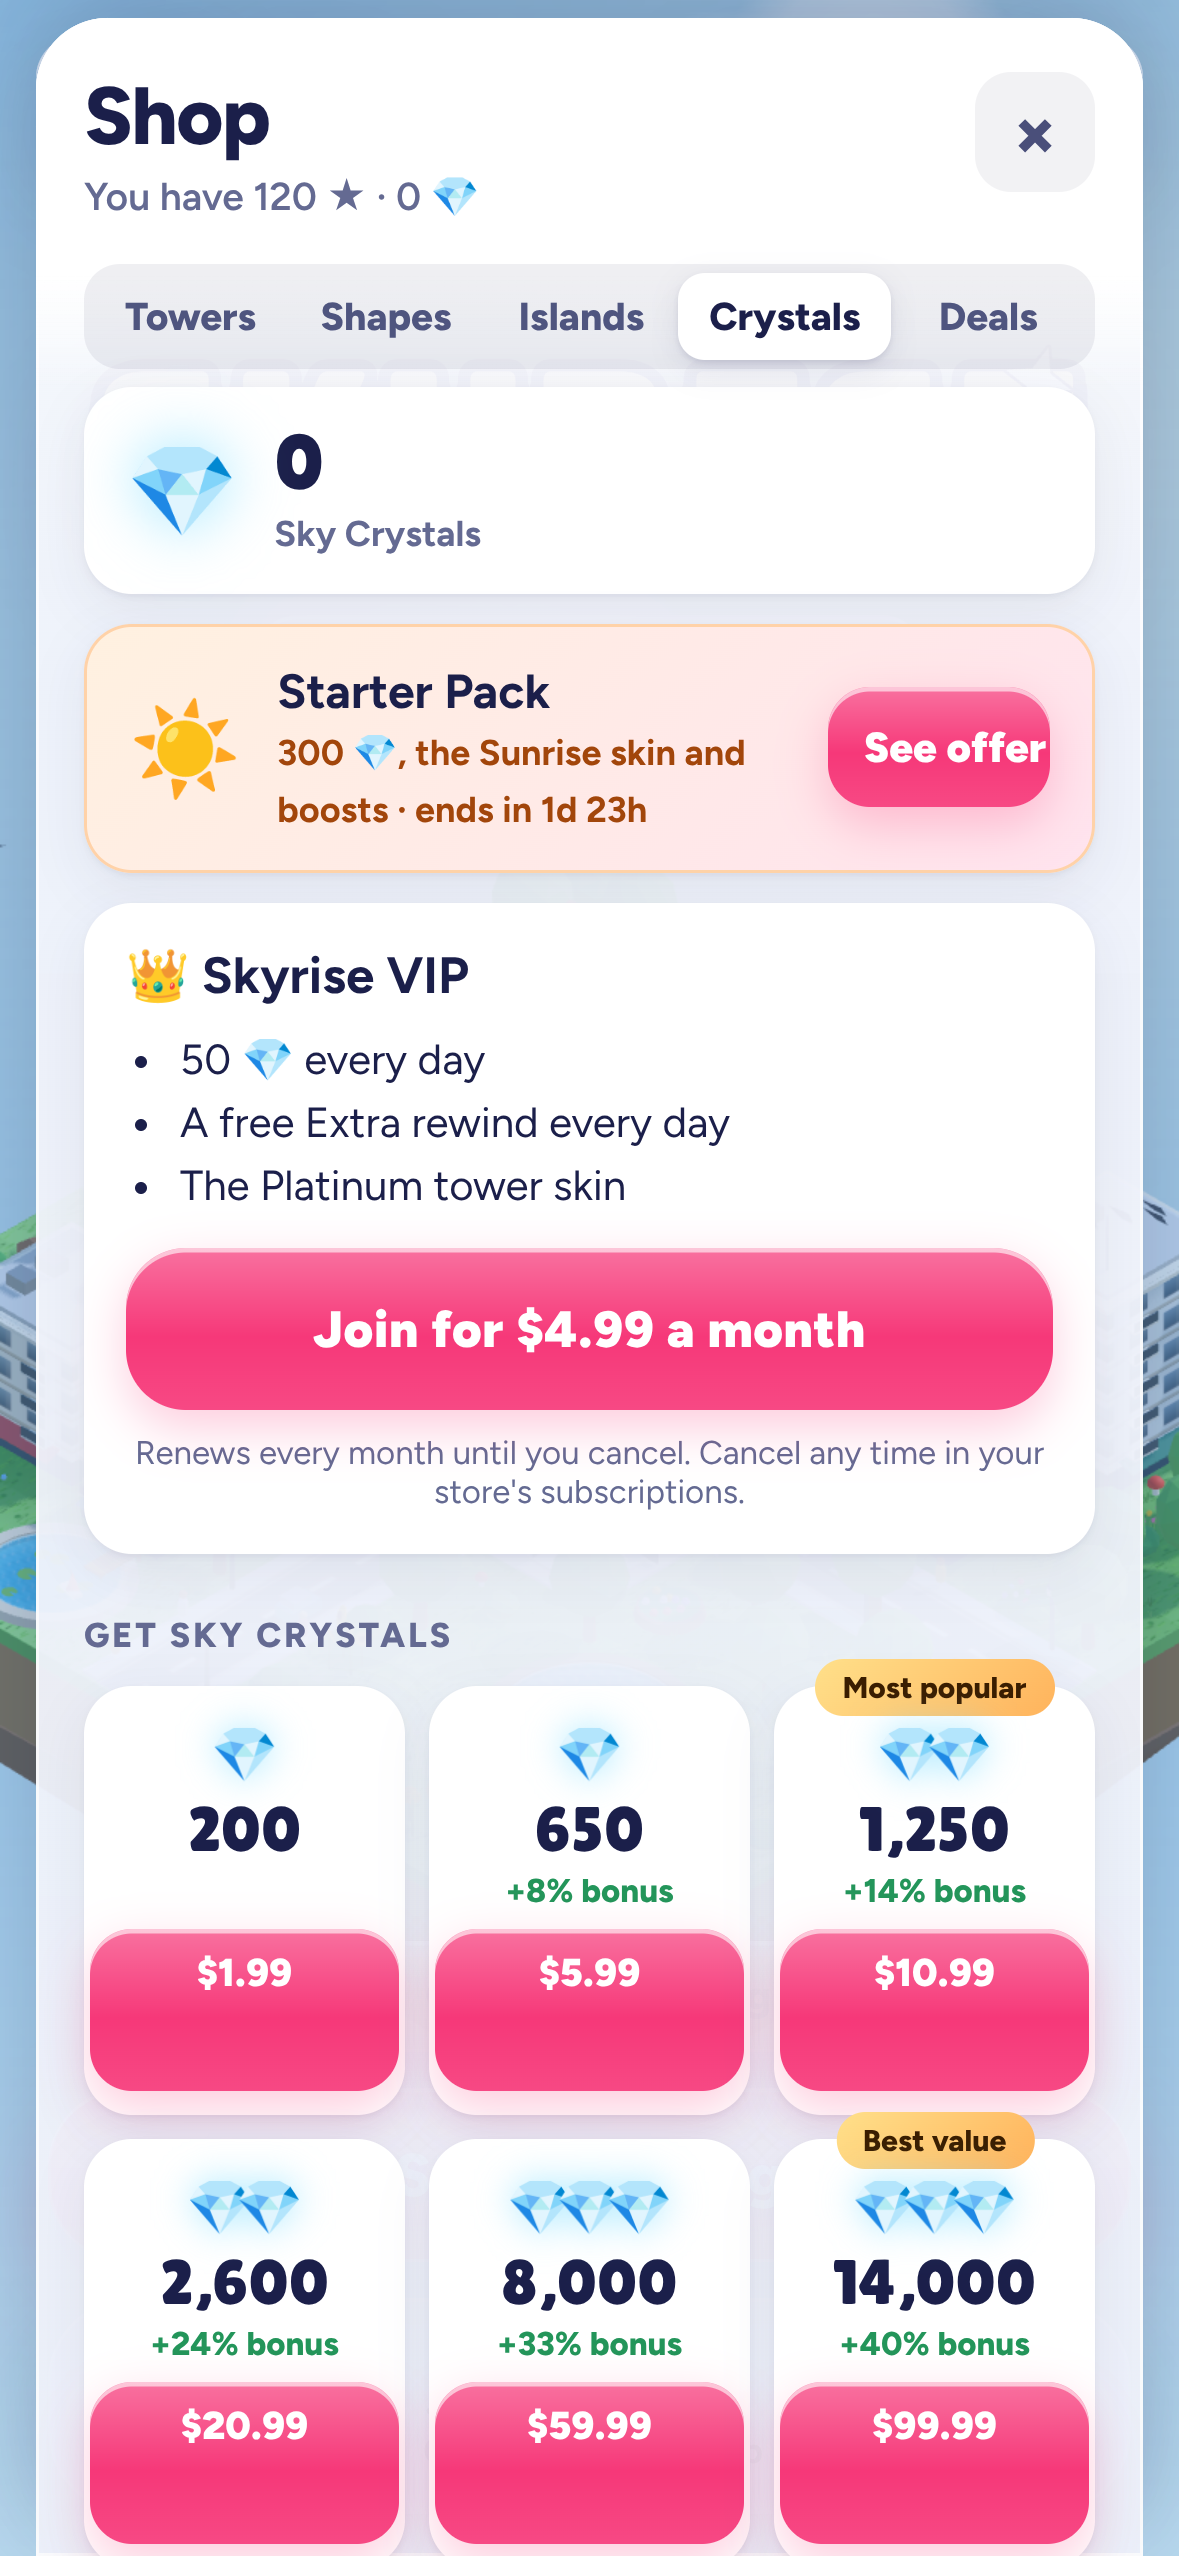 Shop
You have 120 ★ · 0 💎
Towers
Shapes
Islands
Crystals
Deals
0
Sky Crystals
Starter Pack
300 💎, the Sunrise skin and
boosts · ends in 1d 23h
See offer
👑 Skyrise VIP
• 50 💎 every day
• A free Extra rewind every day
• The Platinum tower skin
Join for $4.99 a month
Renews every month until you cancel. Cancel any time in your
store's subscriptions.
GET SKY CRYSTALS
200
$1.99
650
+8% bonus
$5.99
Most popular
1,250
+14% bonus
$10.99
2,600
+24% bonus
$20.99
8,000
+33% bonus
$59.99
Best value
14,000
+40% bonus
$99.99